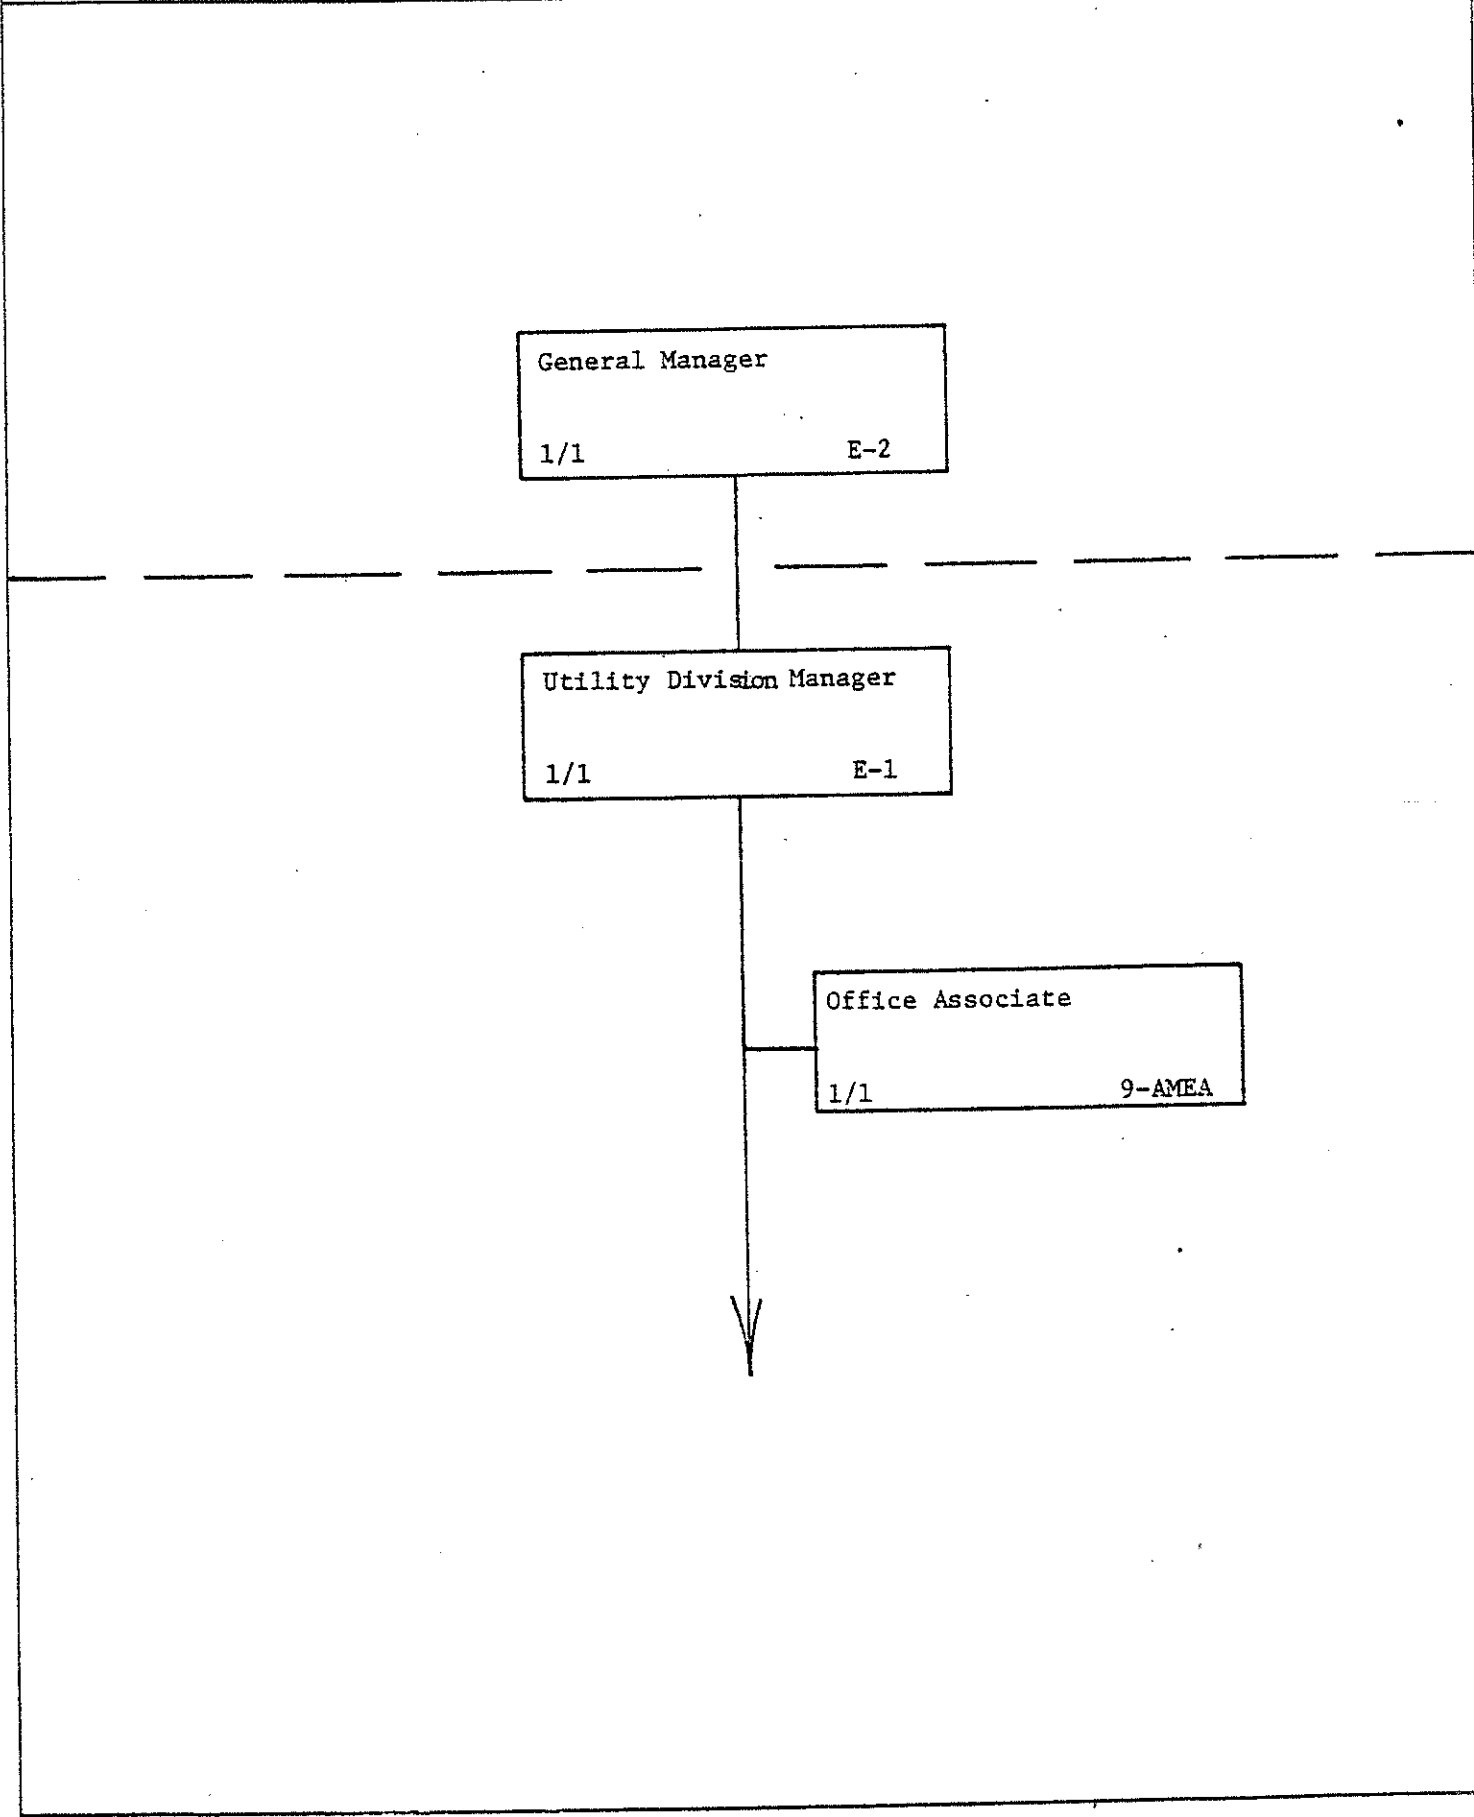 General Manager
1/1 E-2
Utility Division Manager
1/1 E-1
Office Associate
1/1 9-AMEA